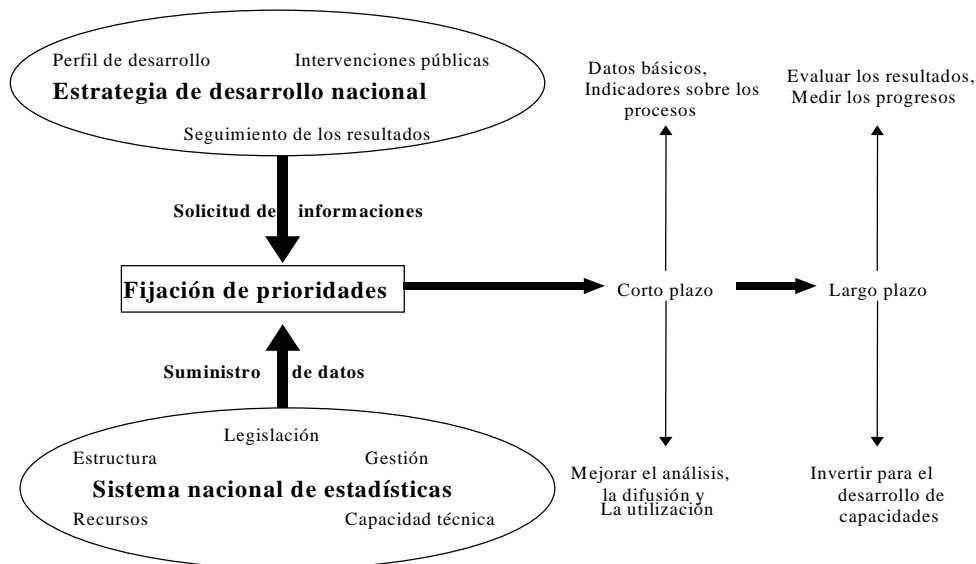 Perfil de desarrollo
Intervenciones públicas
Estrategia de desarrollo nacional
Seguimiento de los resultados
Solicitud de informaciones
Fijación de prioridades
Suministro de datos
Legislación
Estructura
Gestión
Sistema nacional de estadísticas
Recursos
Capacidad técnica
Datos básicos,
Indicadores sobre los
procesos
Corto plazo
Mejorar el análisis,
la difusión y
La utilización
Evaluar los resultados,
Medir los progresos
Largo plazo
Invertir para el
desarrollo de
capacidades